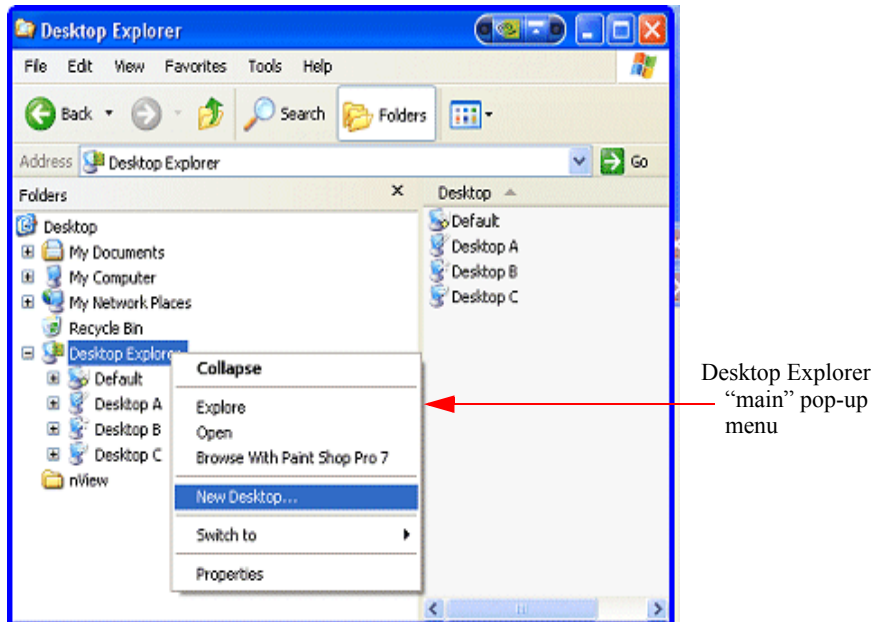 Desktop Explorer
File Edit View Favorites Tools Help
Back Search Folders
Address Desktop Explorer Go
Folders x Desktop
Desktop
My Documents
My Computer
My Network Places
Recycle Bin
Desktop Explorer
Default
Desktop A
Desktop B
Desktop C
nView
Collapse
Explore
Open
Browse With Paint Shop Pro 7
New Desktop...
Switch to
Properties
Default
Desktop A
Desktop B
Desktop C
Desktop Explorer
“main” pop-up
menu